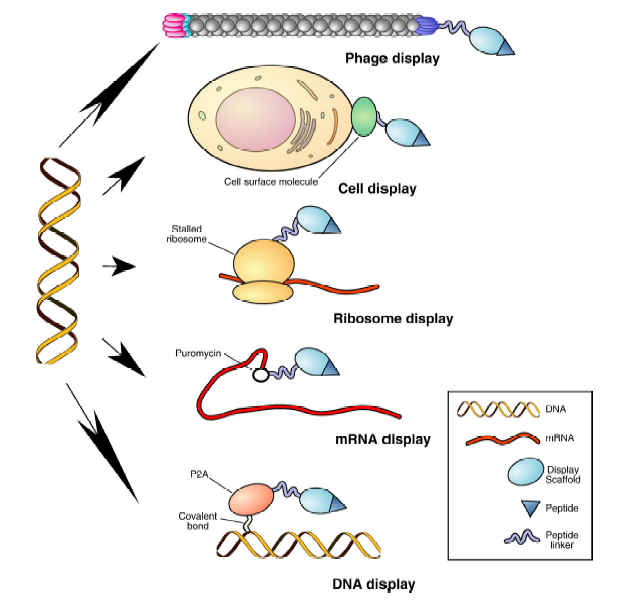 Phage display
Cell surface molecule
Cell display
Stalled
ribosome
Ribosome display
Puromycin
mRNA display
P2A
Covalent
bond
DNA display
DNA
mRNA
Display
Scaffold
Peptide
Peptide
linker